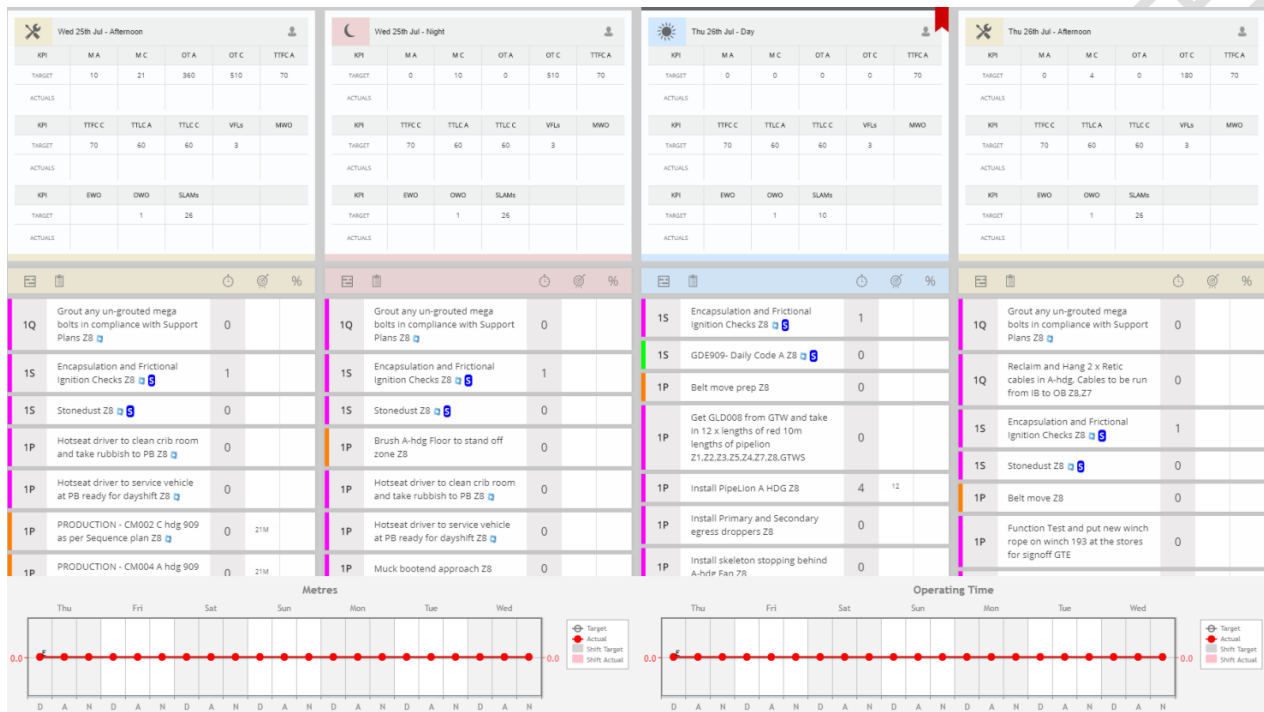 Wed 25th Jul - Afternoon
KPI M A M C OT A OT C TTFC A
TARGET 10 21 360 510 70
ACTUALS
KPI TTFC C TTLC A TTLC C VFLs MWO
TARGET 70 60 60 3
ACTUALS
KPI EWO OWO SLAMs
TARGET 1 26
ACTUALS
%
1Q Grout any un-grouted mega
bolts in compliance with Support
Plans Z8 0
1S Encapsulation and Frictional
Ignition Checks Z8 S 1
1S Stonedust Z8 S 0
1P Hotseat driver to clean crib room
and take rubbish to PB Z8 0
1P Hotseat driver to service vehicle
at PB ready for dayshift Z8 0
1P PRODUCTION - CM002 C hdg 909
as per Sequence plan Z8 0 21M
1P PRODUCTION - CM004 A hdg 909 0 21M
Wed 25th Jul - Night
KPI M A M C OT A OT C TTFC A
TARGET 0 10 0 510 70
ACTUALS
KPI TTFC C TTLC A TTLC C VFLs MWO
TARGET 70 60 60 3
ACTUALS
KPI EWO OWO SLAMs
TARGET 1 26
ACTUALS
%
1Q Grout any un-grouted mega
bolts in compliance with Support
Plans Z8 0
1S Encapsulation and Frictional
Ignition Checks Z8 S 1
1S Stonedust Z8 S 0
1P Brush A-hdg Floor to stand off
zone Z8 0
1P Hotseat driver to clean crib room
and take rubbish to PB Z8 0
1P Hotseat driver to service vehicle
at PB ready for dayshift Z8 0
1P Muck bootend approach Z8 0
Thu 26th Jul - Day
KPI M A M C OT A OT C TTFC A
TARGET 0 0 0 0 70
ACTUALS
KPI TTFC C TTLC A TTLC C VFLs MWO
TARGET 70 60 60 3
ACTUALS
KPI EWO OWO SLAMs
TARGET 1 10
ACTUALS
%
1S Encapsulation and Frictional
Ignition Checks Z8 S 1
1S GDE909- Daily Code A Z8 S 0
1P Belt move prep Z8 0
1P Get GLD008 from GTW and take
in 12 x lengths of red 10m
lengths of pipelion
Z1,Z2,Z3,Z5,Z4,Z7,Z8,GTWS 0
1P Install PipeLion A HDG Z8 4 12
1P Install Primary and Secondary
egress droppers Z8 0
1P Install skeleton stopping behind
A-hdg Fan Z8 0
Thu 26th Jul - Afternoon
KPI M A M C OT A OT C TTFC A
TARGET 0 4 0 180 70
ACTUALS
KPI TTFC C TTLC A TTLC C VFLs MWO
TARGET 70 60 60 3
ACTUALS
KPI EWO OWO SLAMs
TARGET 1 26
ACTUALS
%
1Q Grout any un-grouted mega
bolts in compliance with Support
Plans Z8 0
1Q Reclaim and Hang 2 x Retic
cables in A-hdg, Cables to be run
from IB to OB Z8,Z7 0
1S Encapsulation and Frictional
Ignition Checks Z8 S 1
1S Stonedust Z8 S 0
1P Belt move Z8 0
1P Function Test and put new winch
rope on winch 193 at the stores
for signoff GTE 0
Metres
Thu Fri Sat Sun Mon Tue Wed
0.0 0.0
D A N D A N D A N D A N D A N D A N D A N
Target
Actual
Shift Target
Shift Actual
Operating Time
Thu Fri Sat Sun Mon Tue Wed
0.0 0.0
D A N D A N D A N D A N D A N D A N D A N
Target
Actual
Shift Target
Shift Actual